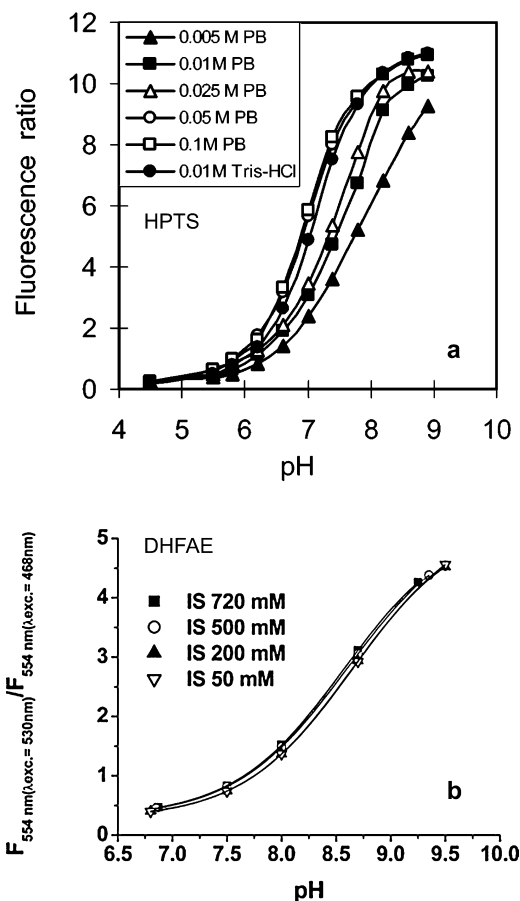 12
10
8
6
4
2
0
Fluorescence ratio
0.005 M PB
0.01M PB
0.025 M PB
0.05 M PB
0.1M PB
0.01M Tris-HCl
HPTS
a
4 5 6 7 8 9 10
pH
5
4
3
2
1
0
F554 nm(λexc.= 530nm)/F554 nm(λexc.= 468nm)
DHFAE
IS 720 mM
IS 500 mM
IS 200 mM
IS 50 mM
b
6.5 7.0 7.5 8.0 8.5 9.0 9.5 10.0
pH